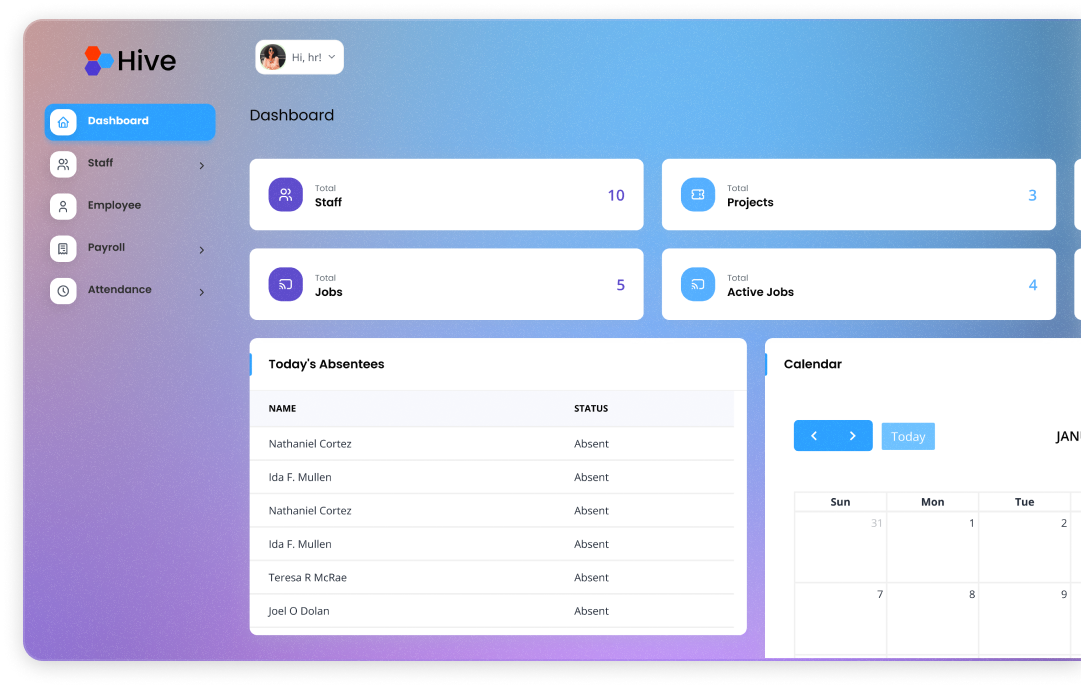 Hive
Hi, hr!
Dashboard
Staff
Employee
Payroll
Attendance
Dashboard
Total
Staff
10
Total
Projects
3
Total
Jobs
5
Total
Active Jobs
4
Today's Absentees
NAME STATUS
Nathaniel Cortez Absent
Ida F. Mullen Absent
Nathaniel Cortez Absent
Ida F. Mullen Absent
Teresa R McRae Absent
Joel O Dolan Absent
Calendar
Today
JAN
Sun Mon Tue
31 1 2
7 8 9